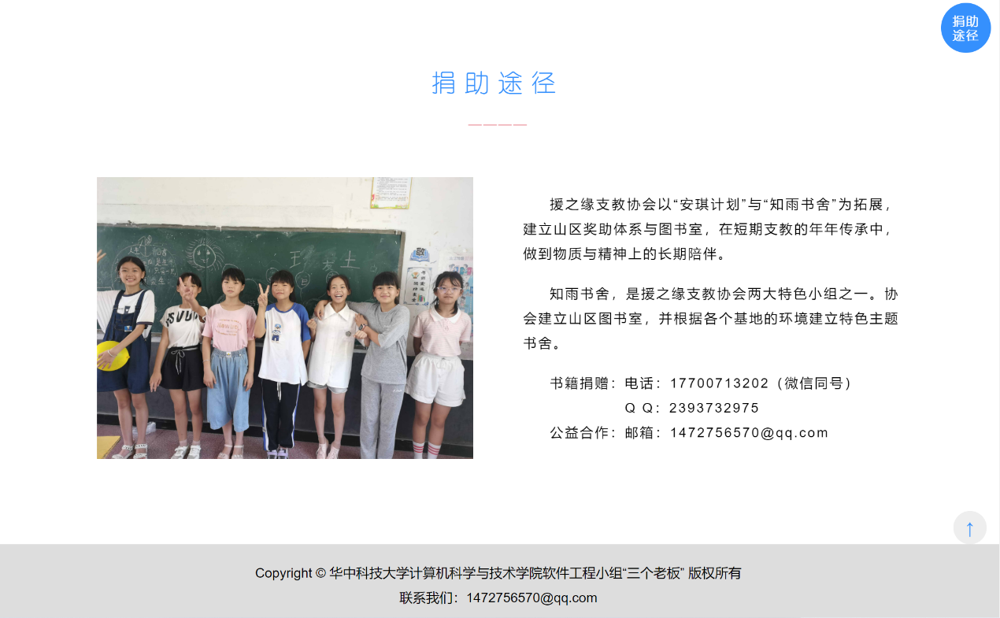 捐助
途径
捐助途径
援之缘支教协会以“安琪计划”与“知雨书舍”为拓展，
建立山区奖助体系与图书室，在短期支教的年年传承中，
做到物质与精神上的长期陪伴。
知雨书舍，是援之缘支教协会两大特色小组之一。协
会建立山区图书室，并根据各个基地的环境建立特色主题
书舍。
书籍捐赠：电话：17700713202（微信同号）
Q Q：2393732975
公益合作：邮箱：1472756570@qq.com
↑
Copyright © 华中科技大学计算机科学与技术学院软件工程小组“三个老板” 版权所有
联系我们：1472756570@qq.com